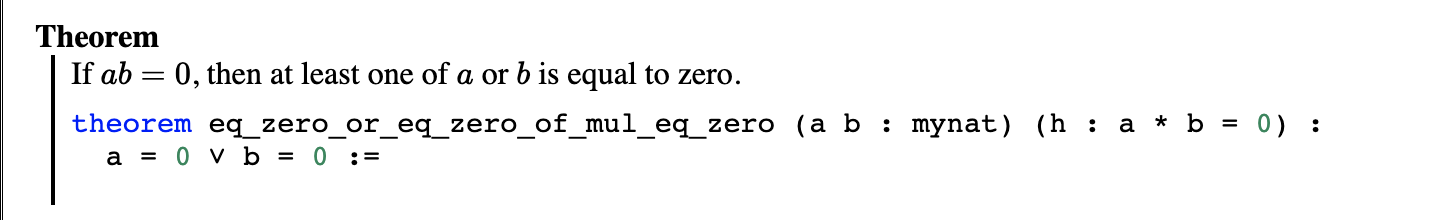 Theorem
If ab = 0, then at least one of a or b is equal to zero.
theorem eq_zero_or_eq_zero_of_mul_eq_zero (a b : mynat) (h : a * b = 0) :
a = 0 ∨ b = 0 :=